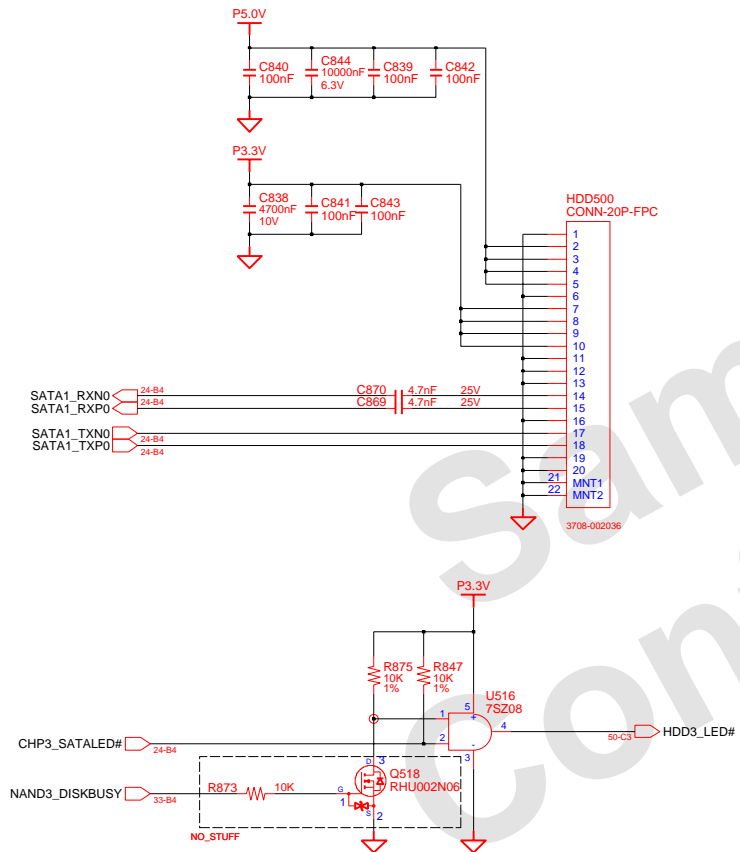 P5.0V
C840
100nF
C844
10000nF
6.3V
C839
100nF
C842
100nF
P3.3V
C838
4700nF
10V
C841
100nF
C843
100nF
HDD500
CONN-20P-FPC
1
2
3
4
5
6
7
8
9
10
11
12
13
14
15
16
17
18
19
20
21 MNT1
22 MNT2
3708-002036
SATA1_RXN0 24-B4 C870 4.7nF 25V
SATA1_RXP0 24-B4 C869 4.7nF 25V
SATA1_TXN0 24-B4
SATA1_TXP0 24-B4
Sam
Con
P3.3V
R875
10K
1%
R847
10K
1%
U516
7SZ08
5
+
1
2
4
-
3
HDD3_LED#
50-C3
CHP3_SATALED# 24-B4
D 3
Q518
RHU002N06
G
1
S
2
NAND3_DISKBUSY 33-B4 R873 10K
NO_STUFF